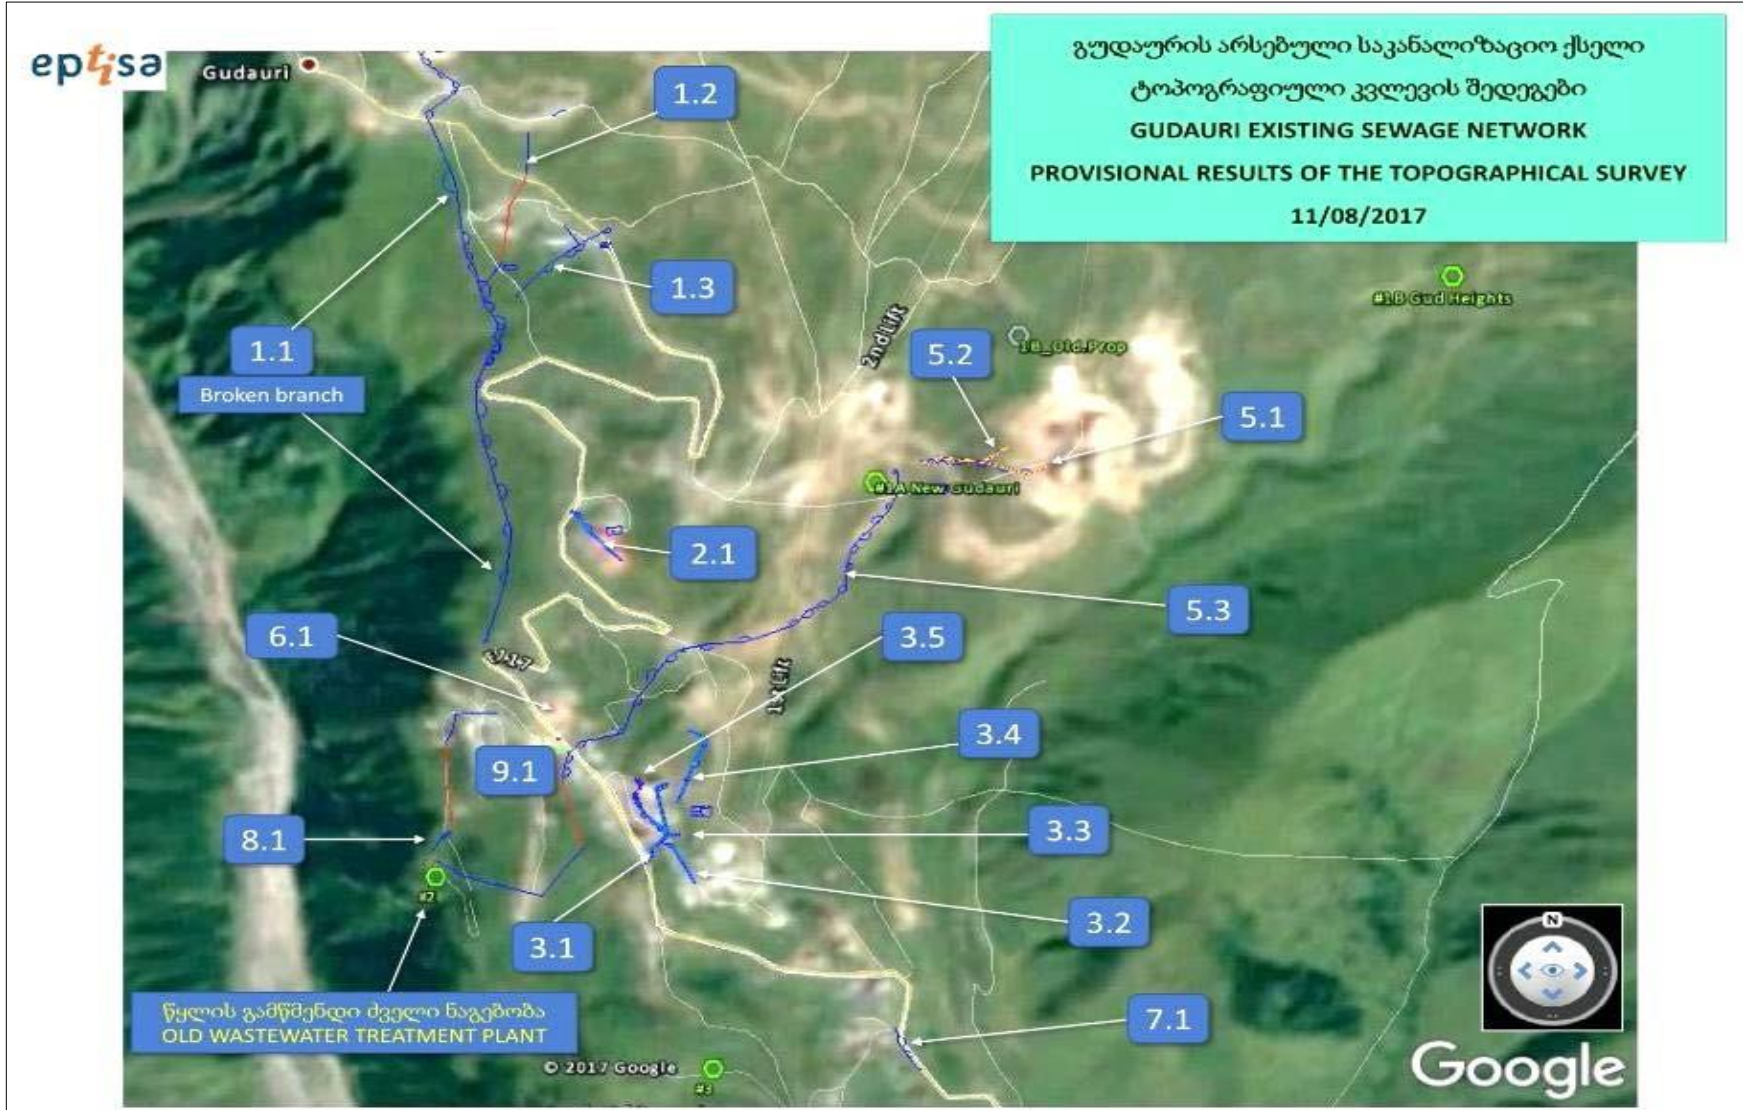 eptisa
გუდაურის არსებული საკანალიზაციო ქსელი
ტოპოგრაფიული კვლევის შედეგები
GUDAURI EXISTING SEWAGE NETWORK
PROVISIONAL RESULTS OF THE TOPOGRAPHICAL SURVEY
11/08/2017
Gudauri
1.2
1.3
#1B Gud Heights
2nd Lift
1B_Old.Prop
1.1
5.2
Broken branch
5.1
#1A New Gudauri
2.1
5.3
6.1
3.5
1st Lift
3.4
9.1
8.1
3.3
#2
3.2
3.1
წყლის გამწმენდი ძველი ნაგებობა
OLD WASTEWATER TREATMENT PLANT
7.1
N
© 2017 Google
#3
Google